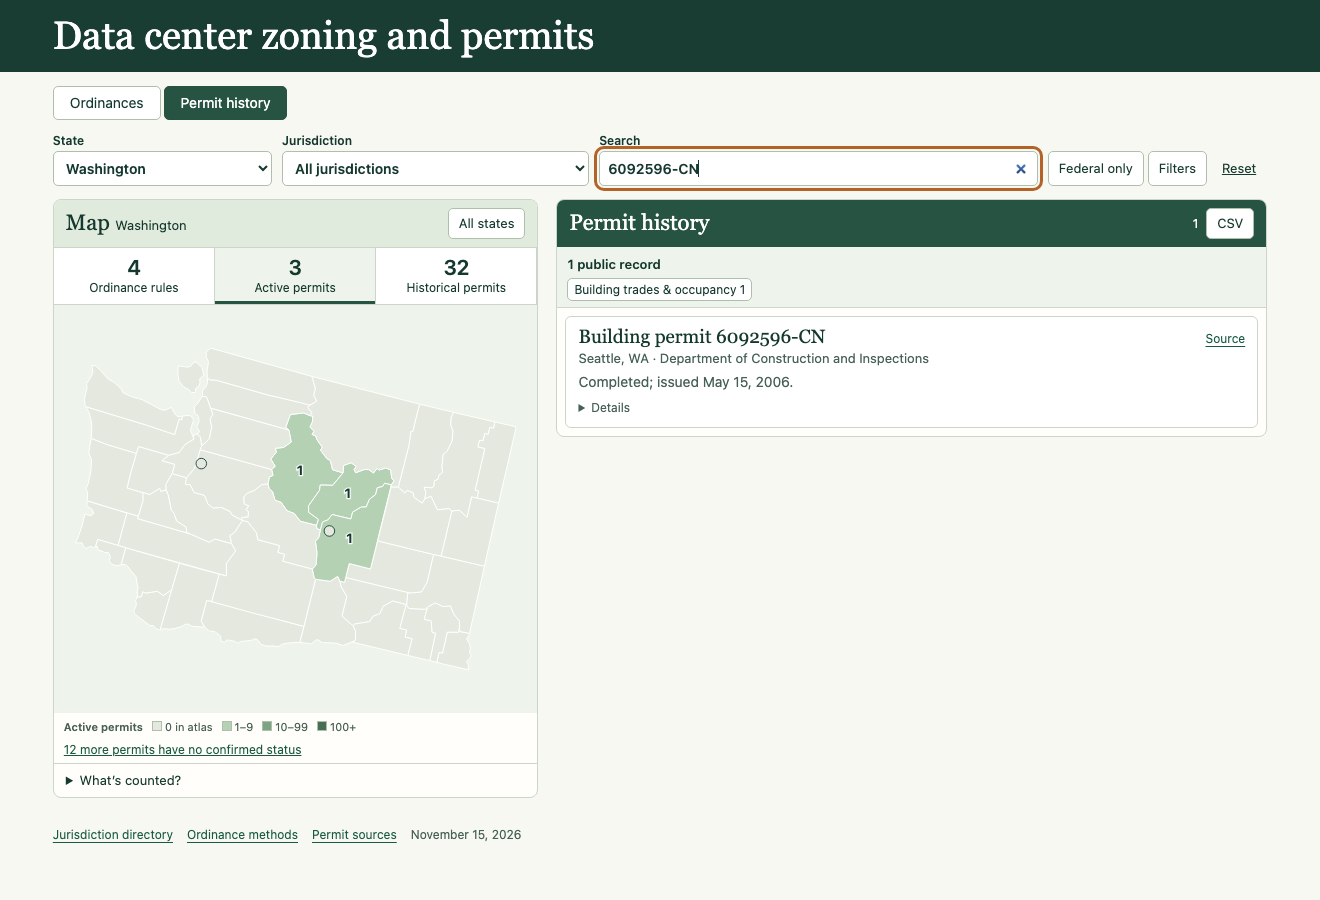 Data center zoning and permits
Ordinances
Permit history
State
Jurisdiction
Search
Washington
All jurisdictions
6092596-CN
Federal only
Filters
Reset
Map Washington
All states
4
Ordinance rules
3
Active permits
32
Historical permits
1
1
1
Active permits 0 in atlas 1–9 10–99 100+
12 more permits have no confirmed status
What's counted?
Permit history
1
CSV
1 public record
Building trades & occupancy 1
Building permit 6092596-CN
Source
Seattle, WA · Department of Construction and Inspections
Completed; issued May 15, 2006.
Details
Jurisdiction directory Ordinance methods Permit sources November 15, 2026